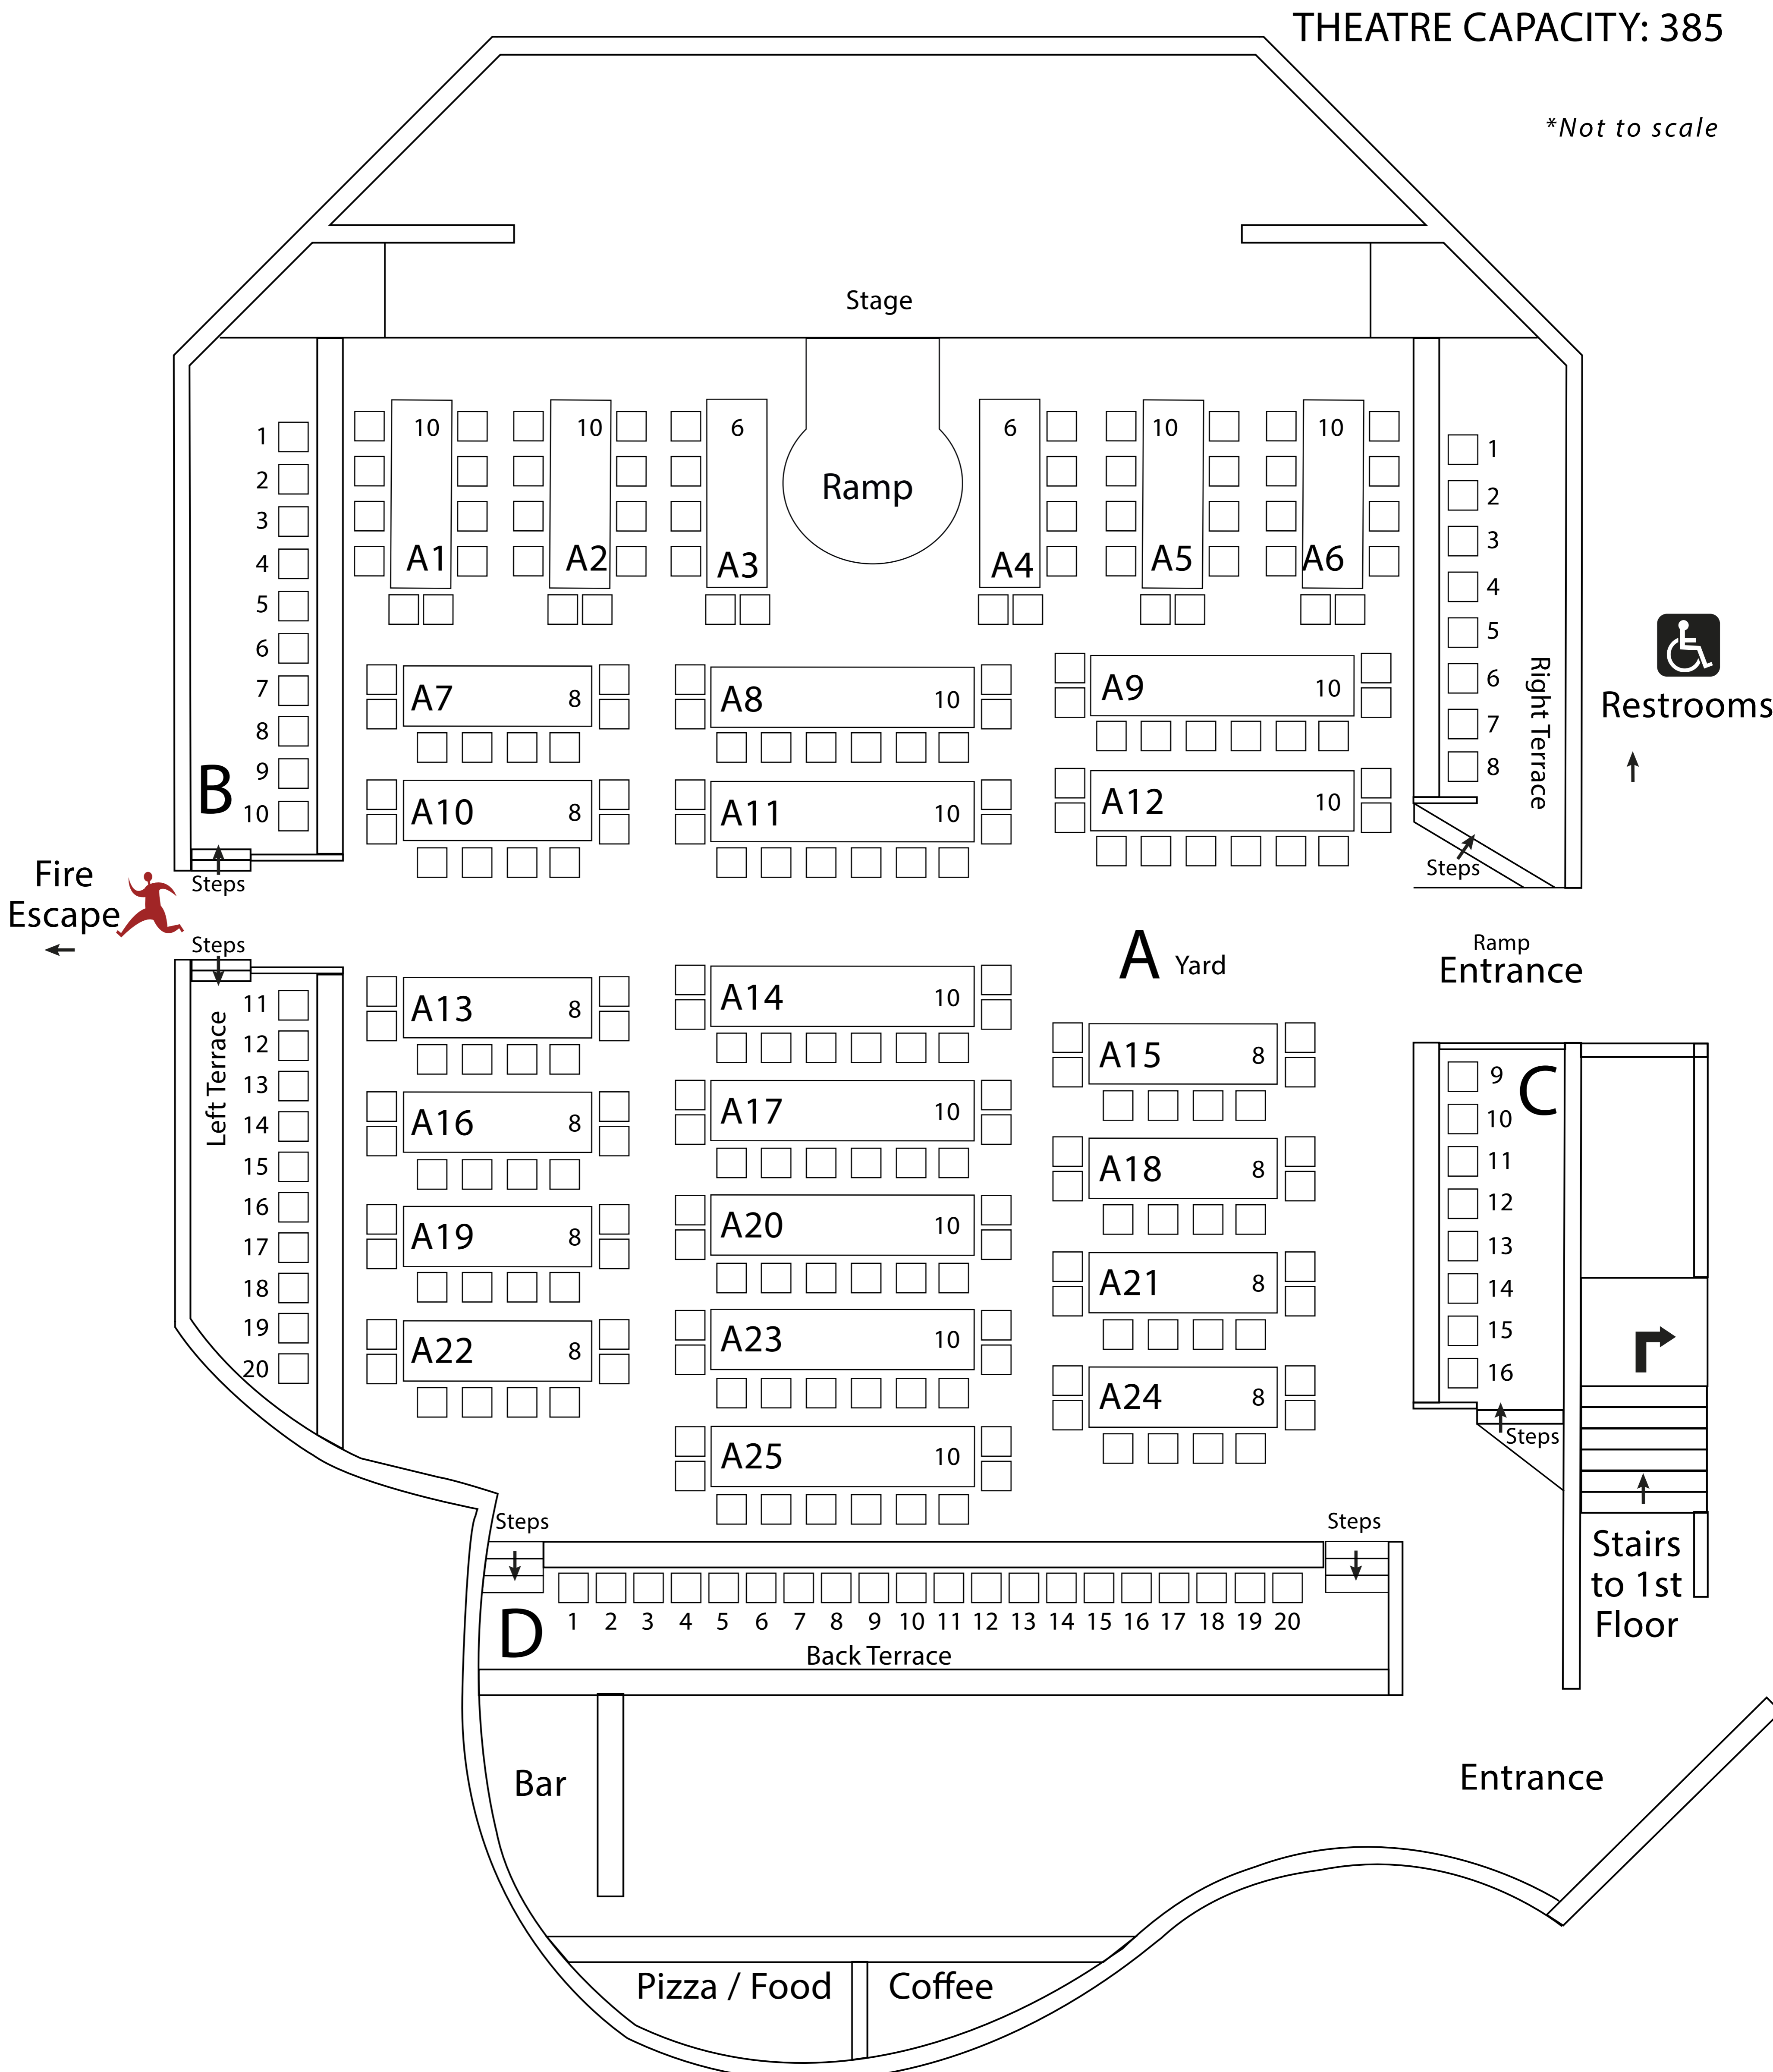 THEATRE CAPACITY: 385
*Not to scale
Stage
Ramp
10
10
6
6
10
10
A1
A2
A3
A4
A5
A6
1
2
3
4
5
6
7
8
9
10
B
1
2
3
4
5
6
7
8
Right Terrace
Restrooms
A7 8
A8 10
A9 10
A10 8
A11 10
A12 10
Steps
Steps
Fire
Escape
Steps
A Yard
Ramp
Entrance
11
12
13
14
15
16
17
18
19
20
Left Terrace
A13 8
A14 10
A15 8
A16 8
A17 10
A18 8
A19 8
A20 10
A21 8
A22 8
A23 10
A24 8
A25 10
C
9
10
11
12
13
14
15
16
Steps
Stairs
to 1st
Floor
Steps
Steps
D
1 2 3 4 5 6 7 8 9 10 11 12 13 14 15 16 17 18 19 20
Back Terrace
Bar
Entrance
Pizza / Food
Coffee